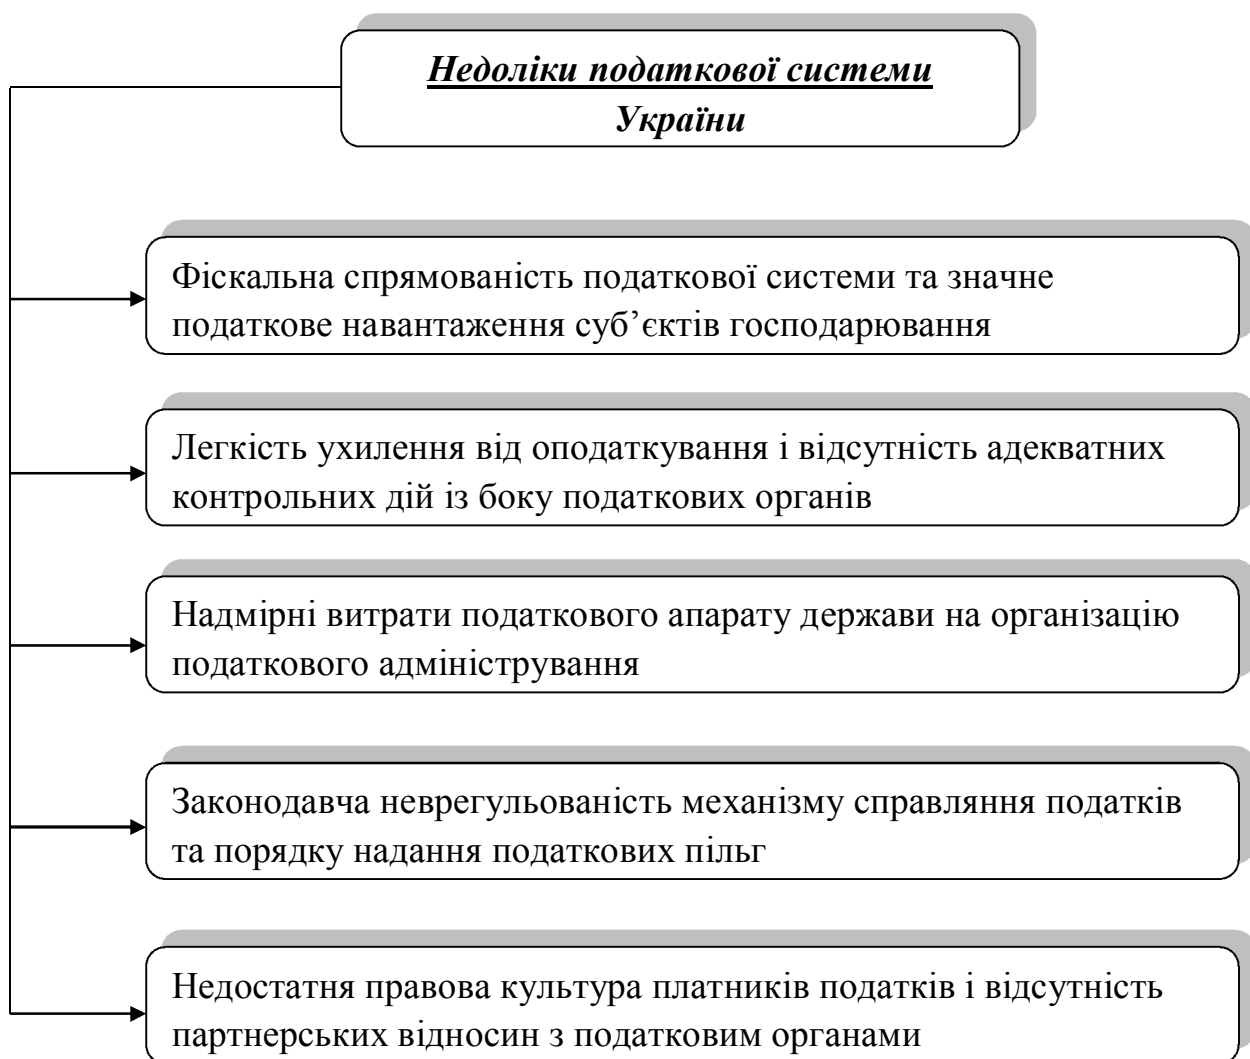 Недоліки податкової системи
України
Фіскальна спрямованість податкової системи та значне
податкове навантаження суб’єктів господарювання
Легкість ухилення від оподаткування і відсутність адекватних
контрольних дій із боку податкових органів
Надмірні витрати податкового апарату держави на організацію
податкового адміністрування
Законодавча неврегульованість механізму справляння податків
та порядку надання податкових пільг
Недостатня правова культура платників податків і відсутність
партнерських відносин з податковим органами